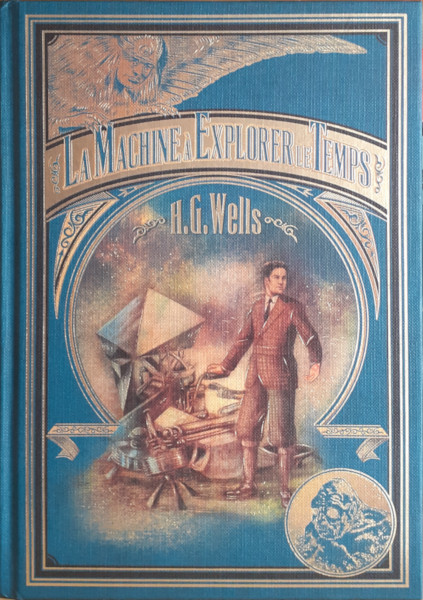 LA MACHINE À EXPLORER LE TEMPS
H.G. Wells